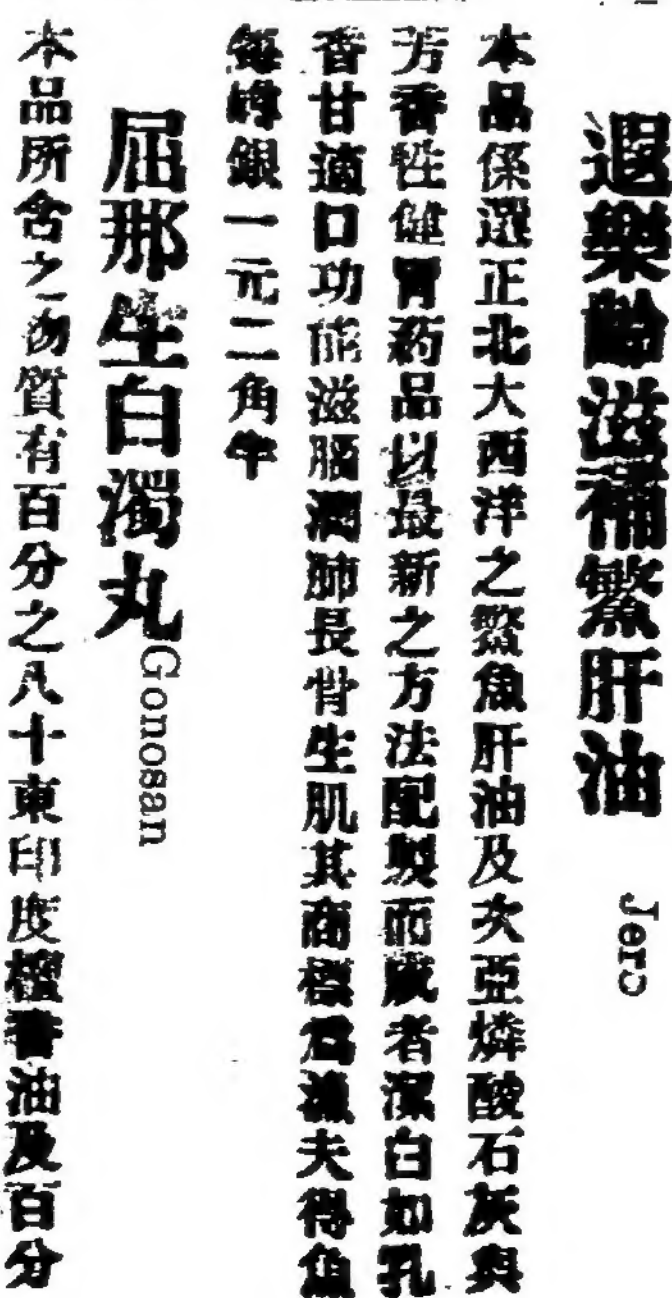 遐樂齡滋補鰵肝油 Jero
本品係選正北大西洋之鰵魚肝油及次亞燐酸石灰與
芳香性健胃葯品以最新之方法配製而成者潔白如乳
香甘適口功能滋腦潤肺長骨生肌其商標爲漁夫得魚
每罇銀一元二角半
屈那生白濁丸 Gonosan
本品所含之物質有百分之八十東印度檀香油及百分